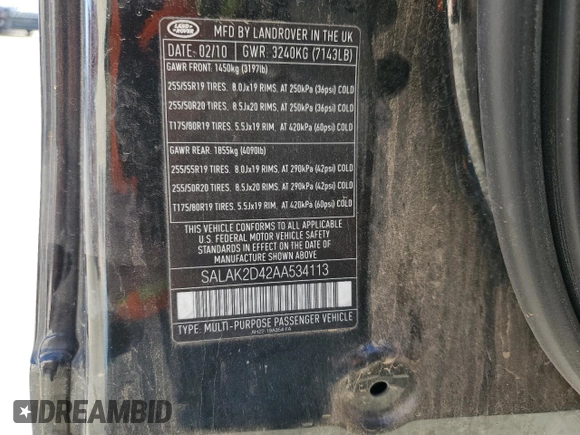 LAND ROVER
MFD BY LANDROVER IN THE UK
DATE: 02/10 GWR: 3240KG (7143LB)
GAWR FRONT: 1450kg (3197lb)
255/55R19 TIRES. 8.0Jx19 RIMS. AT 250kPa (36psi) COLD
255/50R20 TIRES. 8.5Jx20 RIMS. AT 250kPa (36psi) COLD
T175/80R19 TIRES. 5.5Jx19 RIM. AT 420kPa (60psi) COLD
GAWR REAR: 1855kg (4090lb)
255/55R19 TIRES. 8.0Jx19 RIMS. AT 290kPa (42psi) COLD
255/50R20 TIRES. 8.5Jx20 RIMS. AT 290kPa (42psi) COLD
T175/80R19 TIRES. 5.5Jx19 RIM. AT 420kPa (60psi) COLD
THIS VEHICLE CONFORMS TO ALL APPLICABLE
U.S. FEDERAL MOTOR VEHICLE SAFETY
STANDARDS IN EFFECT ON THE DATE OF
MANUFACTURE SHOWN ABOVE
SALAK2D42AA534113
TYPE: MULTI-PURPOSE PASSENGER VEHICLE
DREAMBID